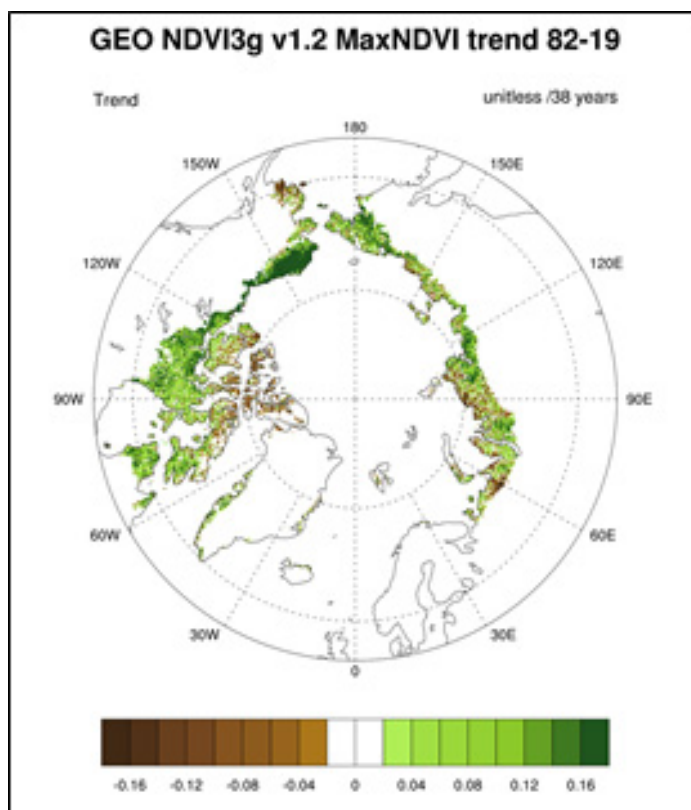 GEO NDVI3g v1.2 MaxNDVI trend 82-19
Trend unitless /38 years
180
150W 150E
120W 120E
90W 90E
60W 60E
30W 30E
0
-0.16 -0.12 -0.08 -0.04 0 0.04 0.08 0.12 0.16